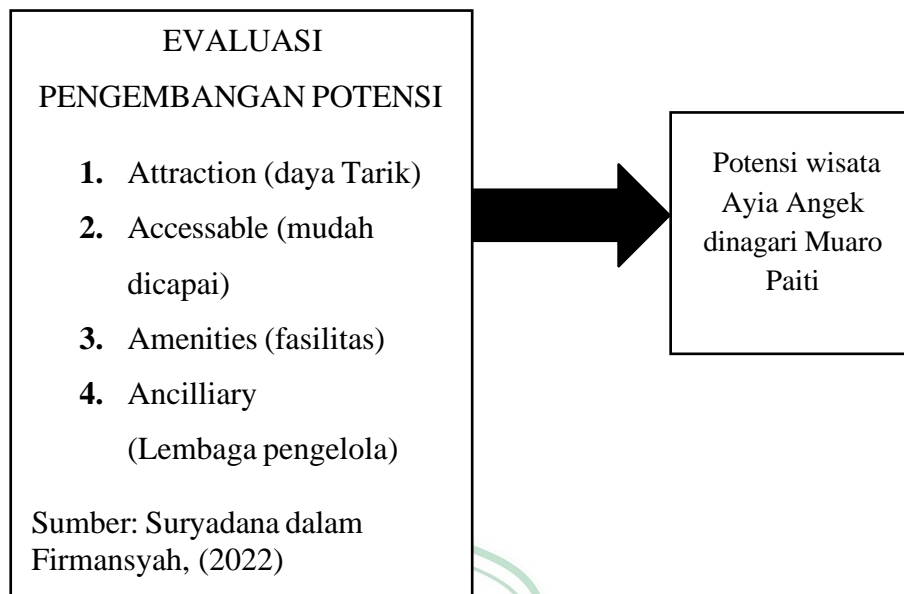 EVALUASI
PENGEMBANGAN POTENSI
1. Attraction (daya Tarik)
2. Accessable (mudah
dicapai)
3. Amenities (fasilitas)
4. Ancilliary
(Lembaga pengelola)
Sumber: Suryadana dalam
Firmansyah, (2022)
Potensi wisata
Ayia Angek
dinagari Muaro
Paiti